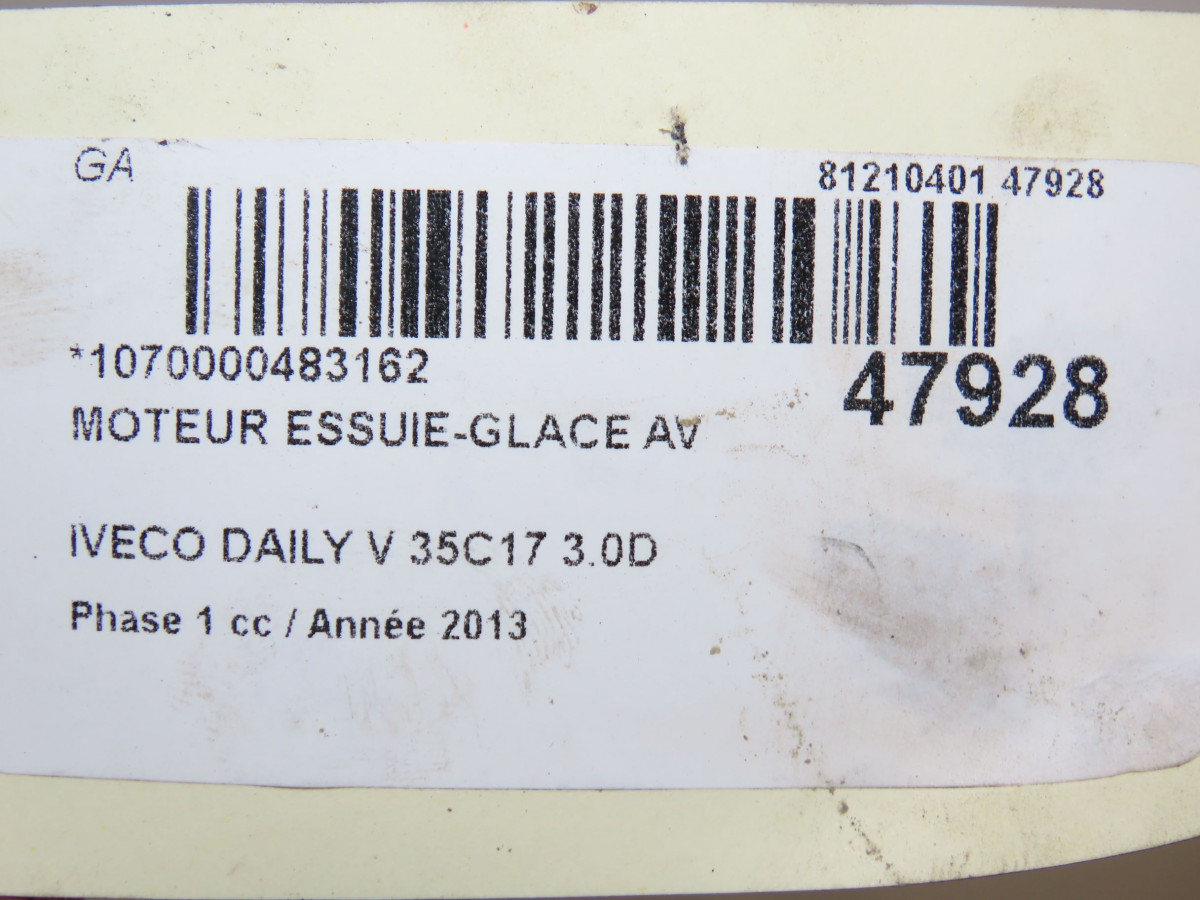 GA
81210401 47928
*1070000483162
47928
MOTEUR ESSUIE-GLACE AV
IVECO DAILY V 35C17 3.0D
Phase 1 cc / Année 2013